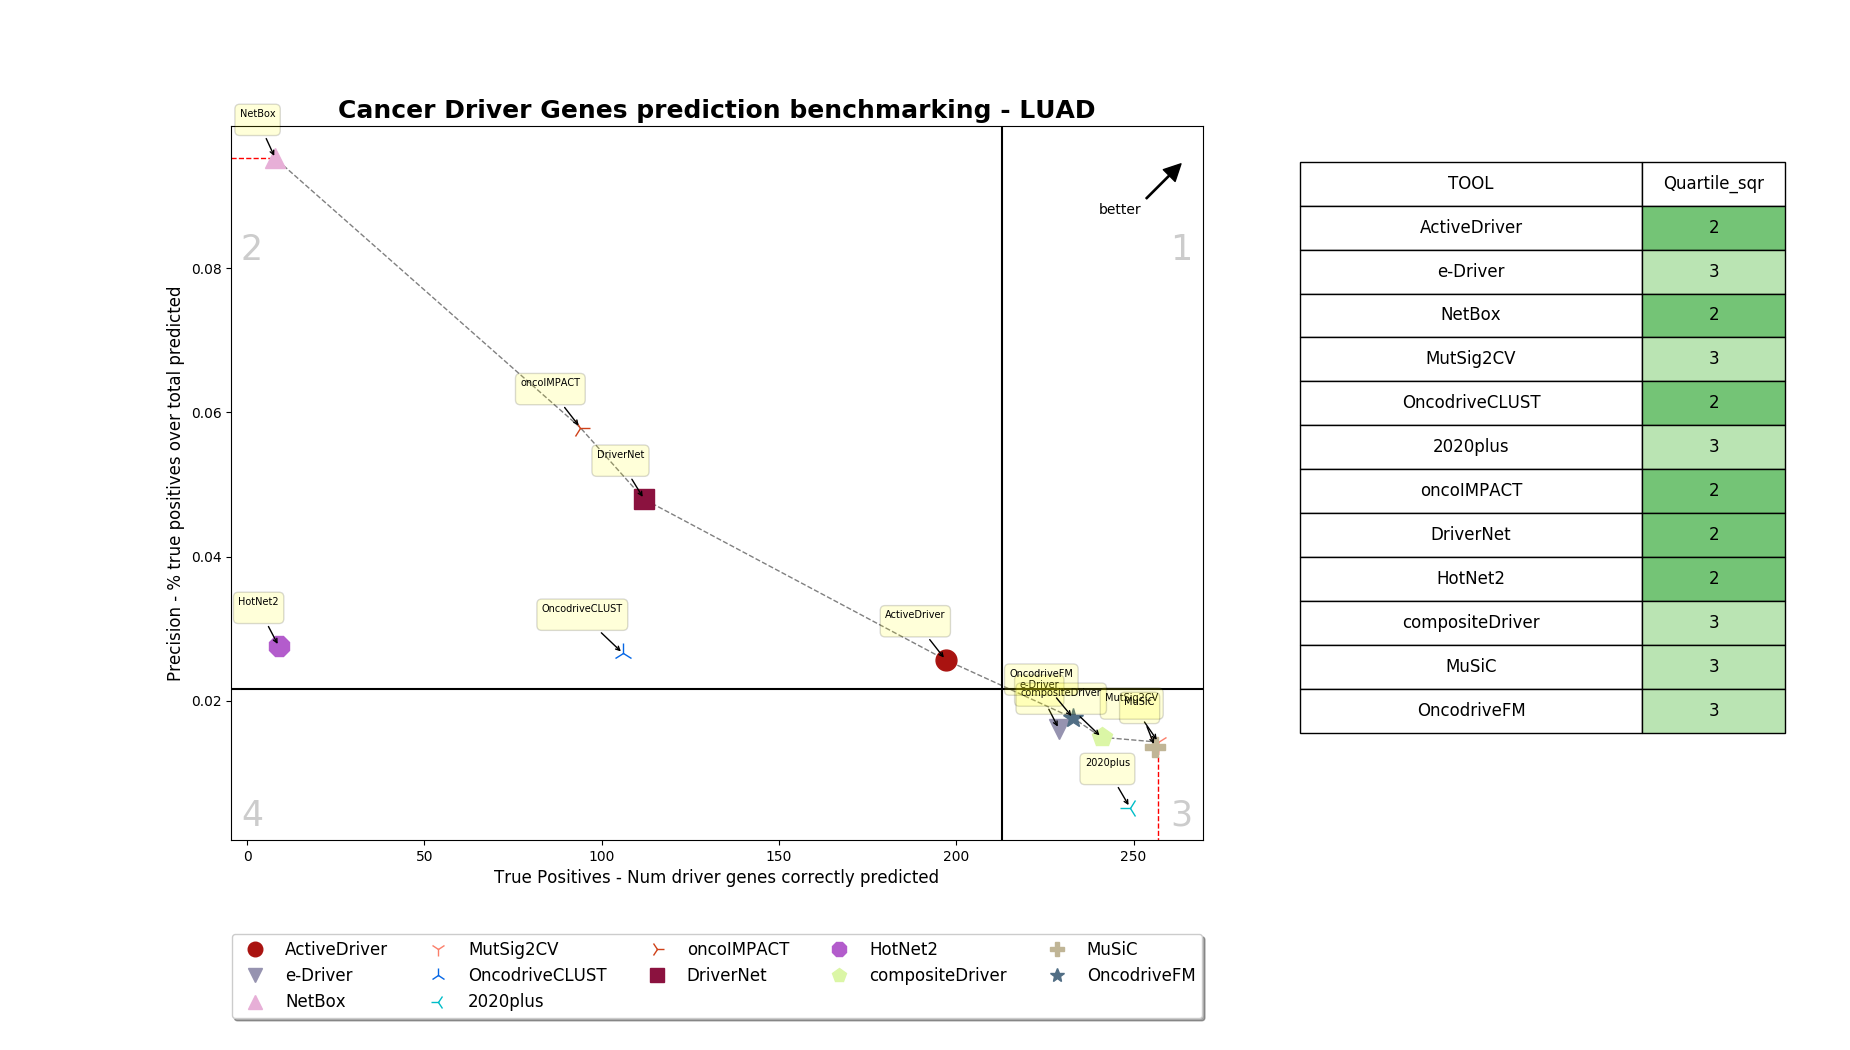 Cancer Driver Genes prediction benchmarking - LUAD
NetBox
better
2
1
oncoIMPACT
DriverNet
HotNet2
OncodriveCLUST
ActiveDriver
OncodriveFM
e-Driver
compositeDriver
MutSig2CV
MuSiC
2020plus
4
3
0.08
0.06
0.04
0.02
Precision - % true positives over total predicted
0 50 100 150 200 250
True Positives - Num driver genes correctly predicted
ActiveDriver MutSig2CV oncoIMPACT HotNet2 MuSiC
e-Driver OncodriveCLUST DriverNet compositeDriver OncodriveFM
NetBox 2020plus
TOOL Quartile_sqr
ActiveDriver 2
e-Driver 3
NetBox 2
MutSig2CV 3
OncodriveCLUST 2
2020plus 3
oncoIMPACT 2
DriverNet 2
HotNet2 2
compositeDriver 3
MuSiC 3
OncodriveFM 3